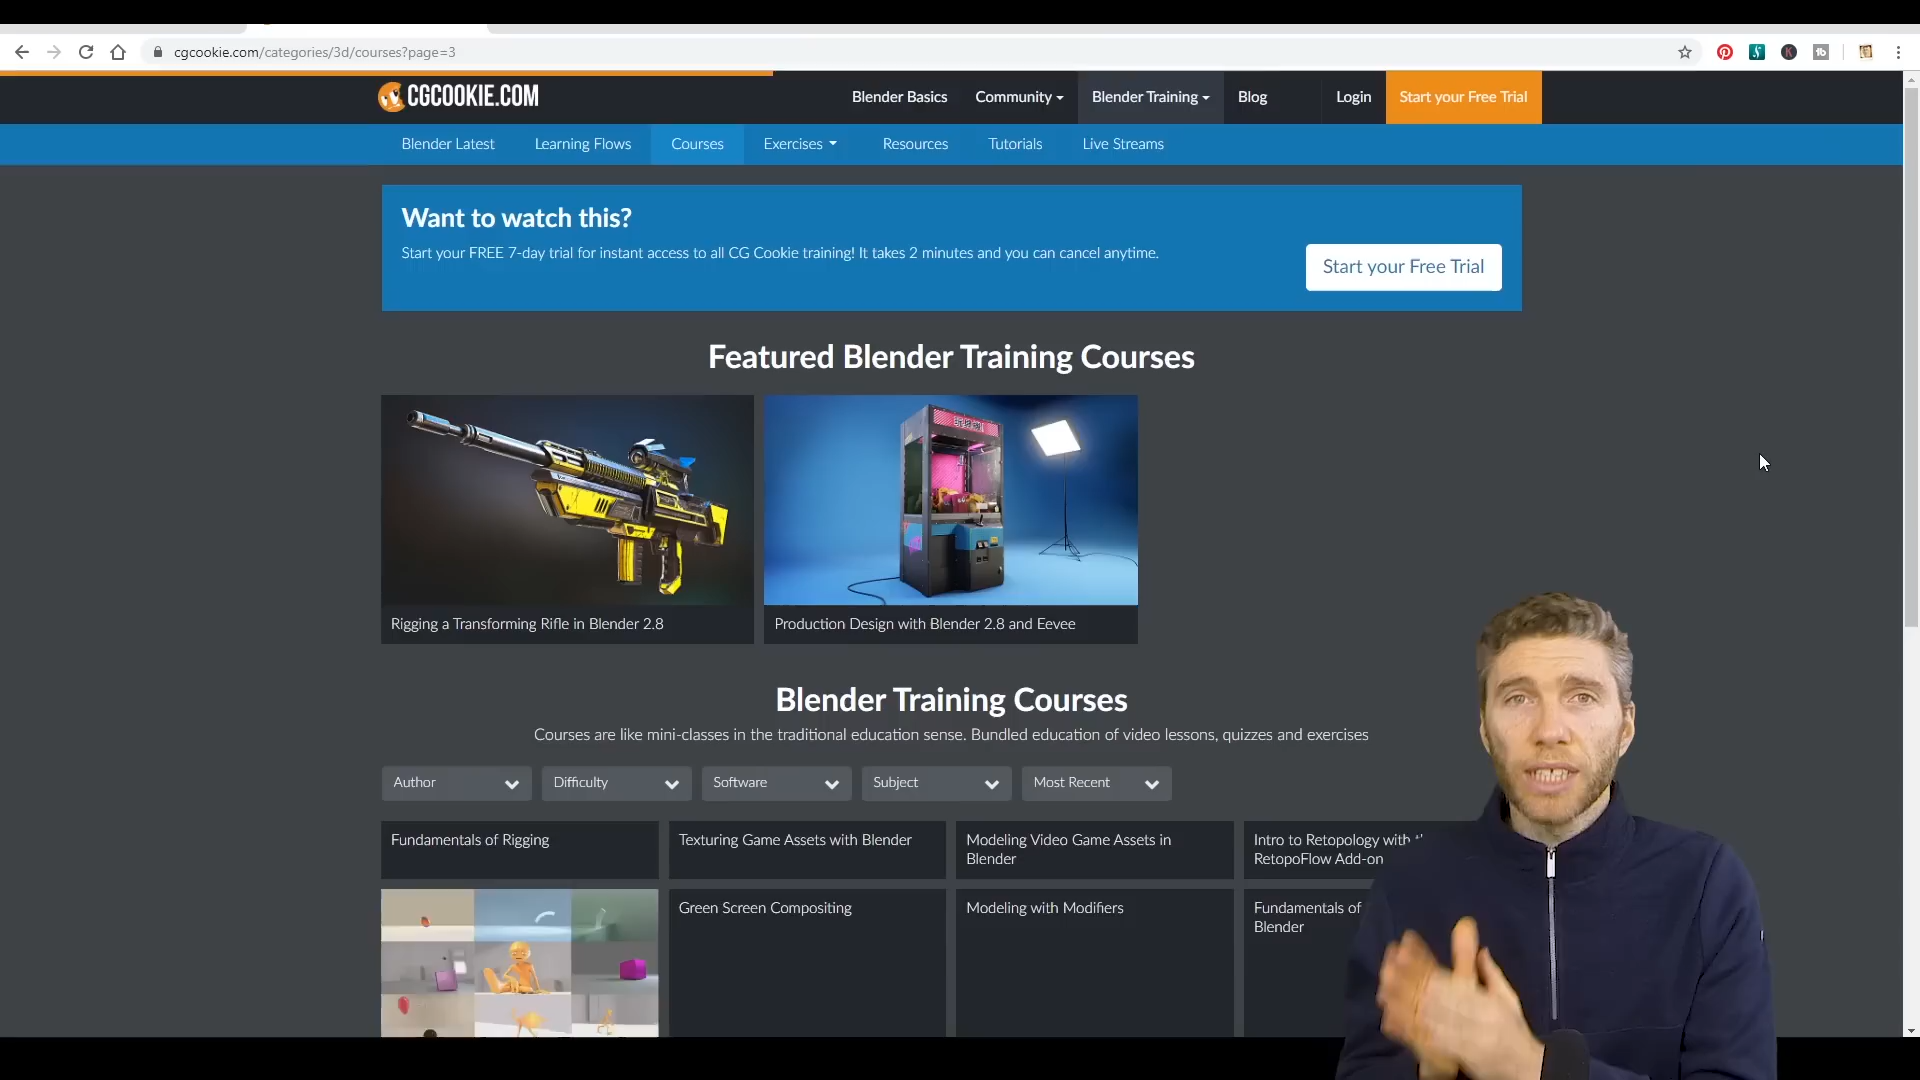 cgcookie.com/categories/3d/courses?page=3
CGCOOKIE.COM
Blender Basics
Community
Blender Training
Blog
Login
Start your Free Trial
Blender Latest
Learning Flows
Courses
Exercises
Resources
Tutorials
Live Streams
Want to watch this?
Start your FREE 7-day trial for instant access to all CG Cookie training! It takes 2 minutes and you can cancel anytime.
Start your Free Trial
Featured Blender Training Courses
Rigging a Transforming Rifle in Blender 2.8
Production Design with Blender 2.8 and Eevee
Blender Training Courses
Courses are like mini-classes in the traditional education sense. Bundled education of video lessons, quizzes and exercises
Author
Difficulty
Software
Subject
Most Recent
Fundamentals of Rigging
Texturing Game Assets with Blender
Modeling Video Game Assets in
Blender
Intro to Retopology with
RetopoFlow Add-on
Green Screen Compositing
Modeling with Modifiers
Fundamentals of
Blender